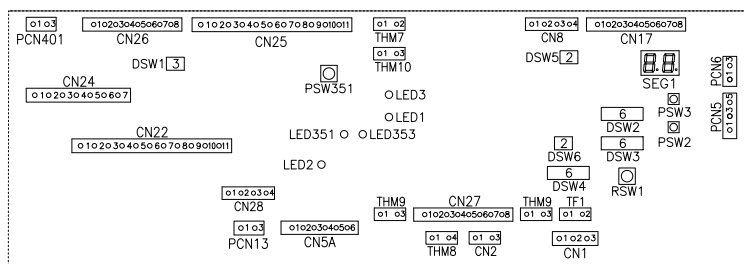 o1o3 o1o2o3o4o5o6o7o8 o1o2o3o4o5o6o7o8o9o10o11 o1 o2 o1o2o3o4 o1o2o3o4o5o6o7o8
PCN401 CN26 CN25 THM7 CN8 CN17
o1 o3
THM10
DSW1 3 DSW5 2 8.8.
SEG1
PSW351
o1o3
PCN6
CN24
o1o2o3o4o5o6o7
LED3
PSW3
o1o3o5
PCN5
LED1
6
DSW2
PSW2
CN22
o1o2o3o4o5o6o7o8o9o10o11
LED351 LED353
2
DSW6
6
DSW3
LED2
6
DSW4
RSW1
o1o2o3o4
CN28
THM9 CN27 THM9 TF1
o1 o3 o1o2o3o4o5o6o7o8 o1 o3 o1 o2
o1o3
PCN13
o1o2o3o4o5o6
CN5A
o1 o4 o1 o3 o1o2o3
THM8 CN2 CN1